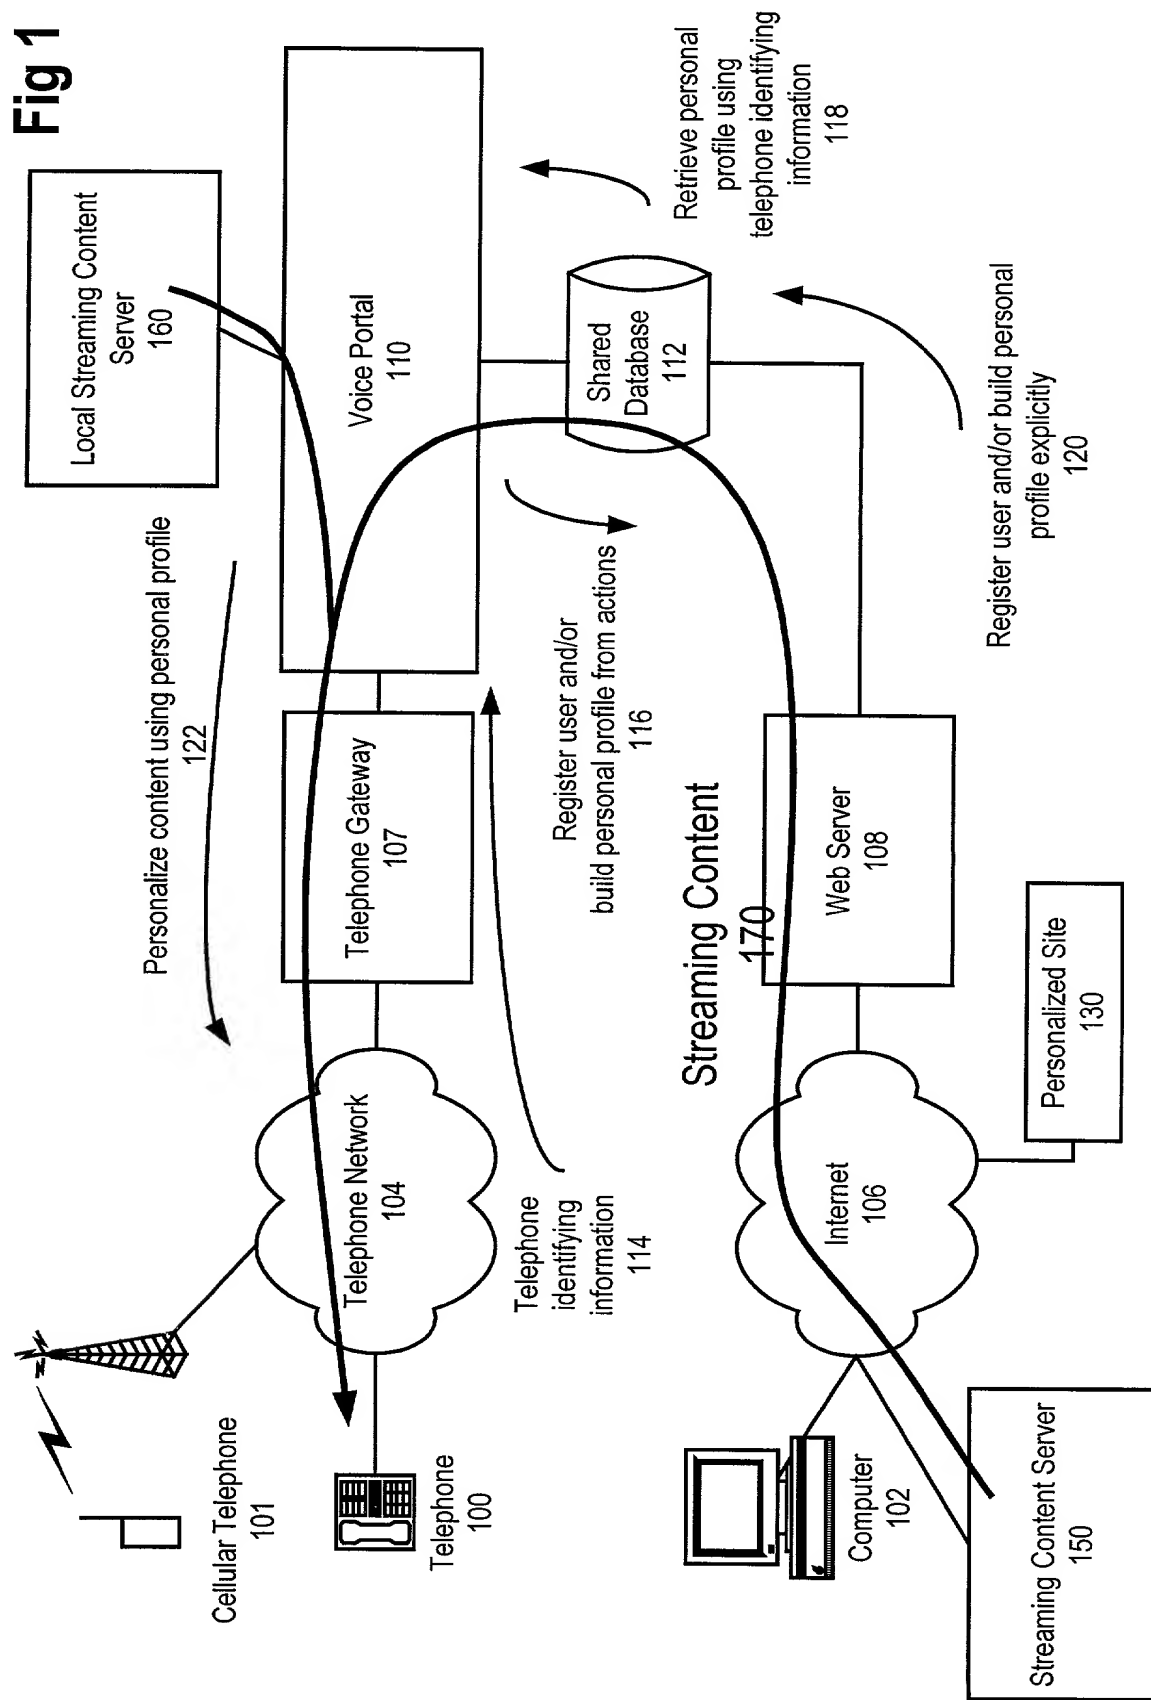 Fig 1
Local Streaming Content
Server
160
Personalize content using personal profile
122
Voice Portal
110
Retrieve personal
profile using
telephone identifying
information
118
Shared
Database
112
Telephone Gateway
107
Register user and/or
build personal profile from actions
116
Register user and/or build personal
profile explicitly
120
Cellular Telephone
101
Telephone
100
Telephone Network
104
Telephone
identifying
information
114
Streaming Content
170
Web Server
108
Internet
106
Personalized Site
130
Computer
102
Streaming Content Server
150